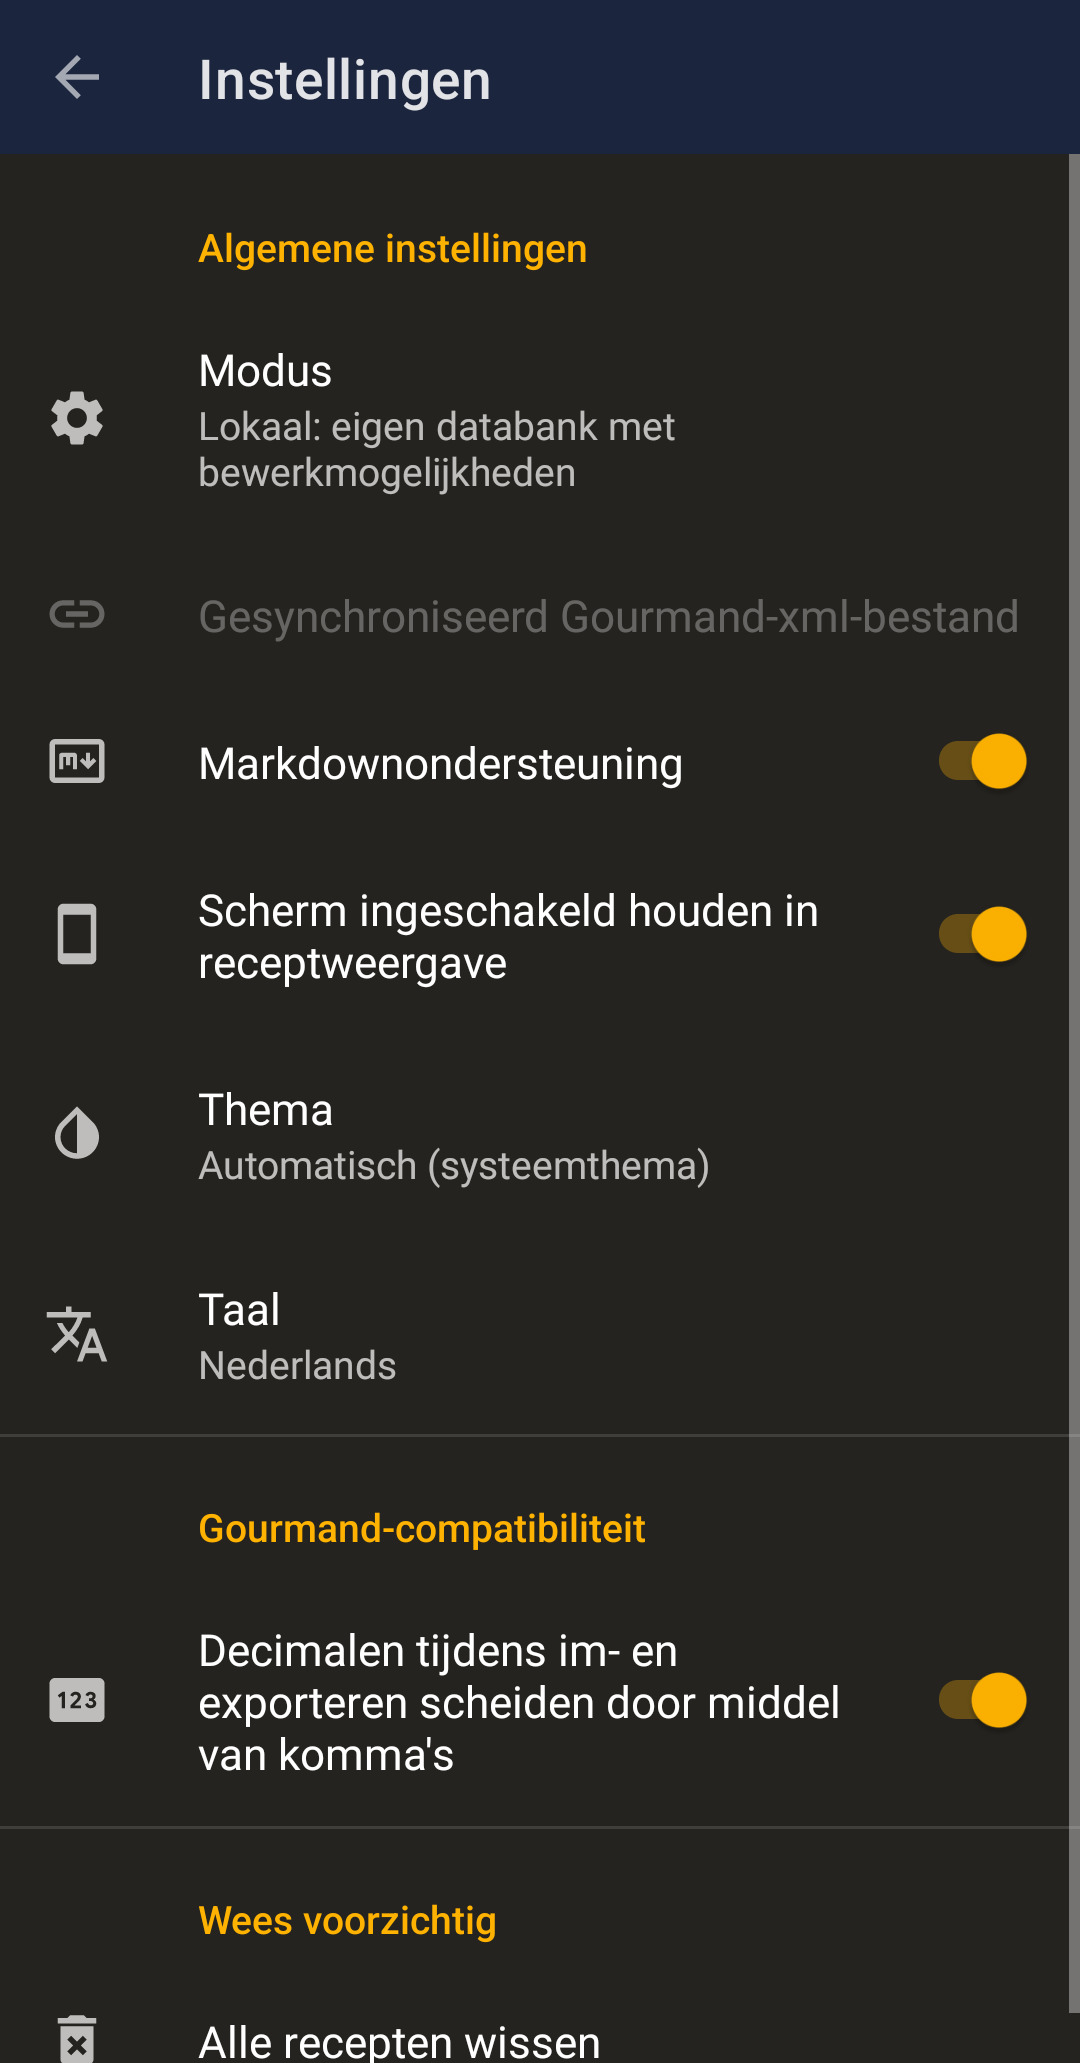 Instellingen
Algemene instellingen
Modus
Lokaal: eigen databank met
bewerkmogelijkheden
Gesynchroniseerd Gourmand-xml-bestand
Markdownondersteuning
Scherm ingeschakeld houden in
receptweergave
Thema
Automatisch (systeemthema)
Taal
Nederlands
Gourmand-compatibiliteit
Decimalen tijdens im- en
123
exporteren scheiden door middel
van komma's
Wees voorzichtig
Alle recepten wissen